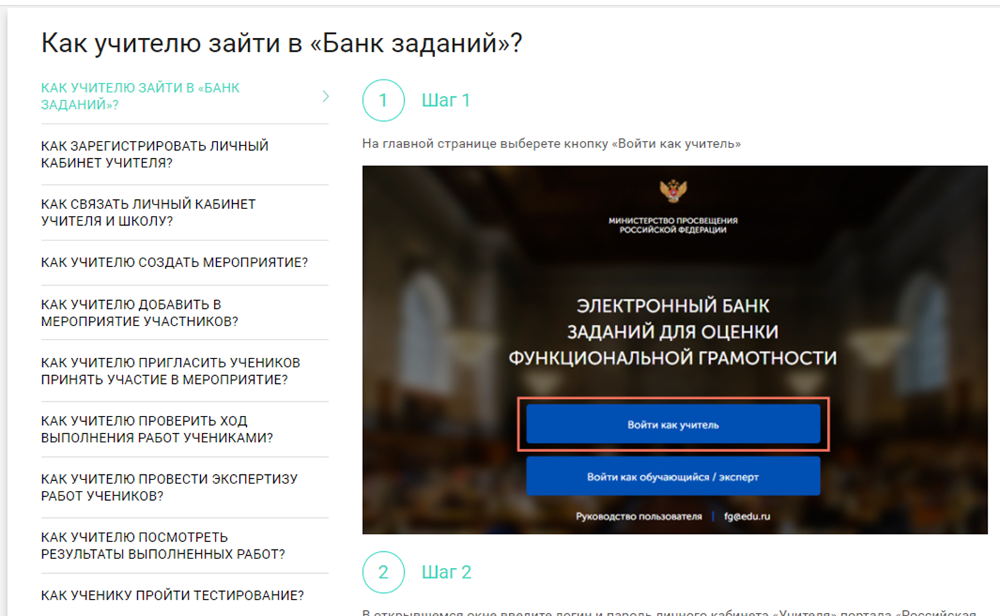 Как учителю зайти в «Банк заданий»?
КАК УЧИТЕЛЮ ЗАЙТИ В «БАНК
ЗАДАНИЙ»?
КАК ЗАРЕГИСТРИРОВАТЬ ЛИЧНЫЙ
КАБИНЕТ УЧИТЕЛЯ?
КАК СВЯЗАТЬ ЛИЧНЫЙ КАБИНЕТ
УЧИТЕЛЯ И ШКОЛУ?
КАК УЧИТЕЛЮ СОЗДАТЬ МЕРОПРИЯТИЕ?
КАК УЧИТЕЛЮ ДОБАВИТЬ В
МЕРОПРИЯТИЕ УЧАСТНИКОВ?
КАК УЧИТЕЛЮ ПРИГЛАСИТЬ УЧЕНИКОВ
ПРИНЯТЬ УЧАСТИЕ В МЕРОПРИЯТИЕ?
КАК УЧИТЕЛЮ ПРОВЕРИТЬ ХОД
ВЫПОЛНЕНИЯ РАБОТ УЧЕНИКАМИ?
КАК УЧИТЕЛЮ ПРОВЕСТИ ЭКСПЕРТИЗУ
РАБОТ УЧЕНИКОВ?
КАК УЧИТЕЛЮ ПОСМОТРЕТЬ
РЕЗУЛЬТАТЫ ВЫПОЛНЕННЫХ РАБОТ?
КАК УЧЕНИКУ ПРОЙТИ ТЕСТИРОВАНИЕ?
1 Шаг 1
На главной странице выберете кнопку «Войти как учитель»
МИНИСТЕРСТВО ПРОСВЕЩЕНИЯ
РОССИЙСКОЙ ФЕДЕРАЦИИ
ЭЛЕКТРОННЫЙ БАНК
ЗАДАНИЙ ДЛЯ ОЦЕНКИ
ФУНКЦИОНАЛЬНОЙ ГРАМОТНОСТИ
Войти как учитель
Войти как обучающийся / эксперт
Руководство пользователя | fg@edu.ru
2 Шаг 2
В открывшемся окне введите логин и пароль личного кабинета «Учителя» портала «Российская